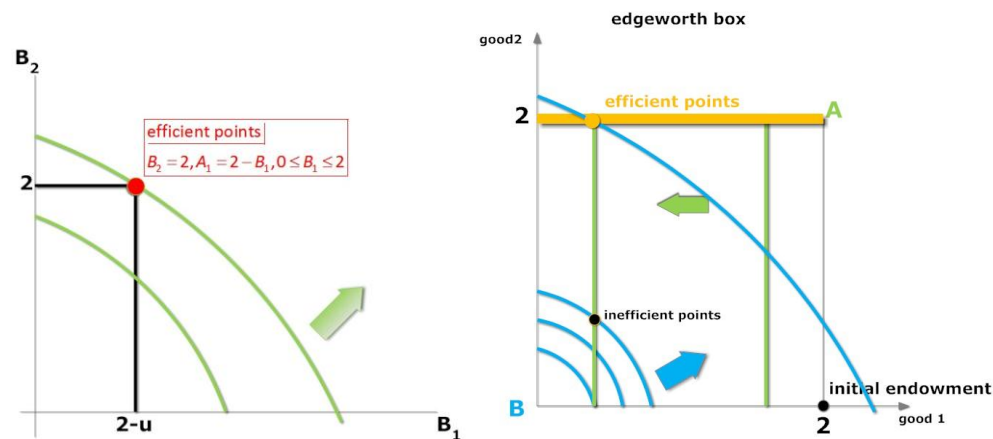 B₂
efficient points
B₂ = 2, A₁ = 2 − B₁, 0 ≤ B₁ ≤ 2
2
2-u
B₁
edgeworth box
good2
efficient points
2
A
inefficient points
initial endowment
B
2
good 1